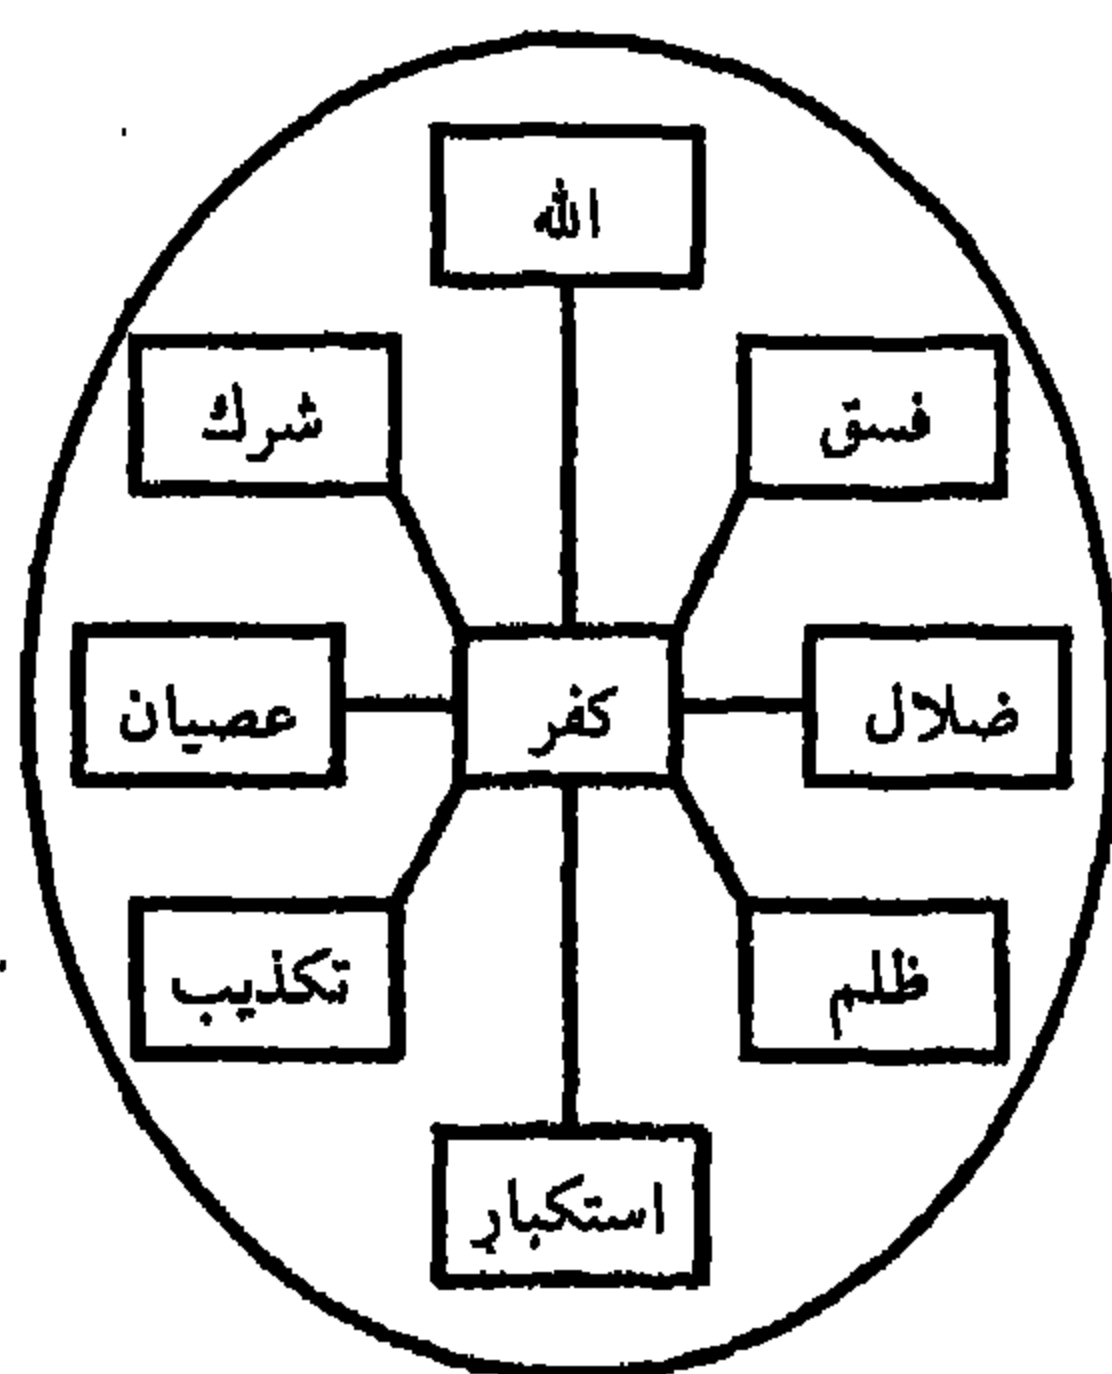 الله
فسق
شرك
ضلال
كفر
عصيان
ظلم
تكذيب
استكبار